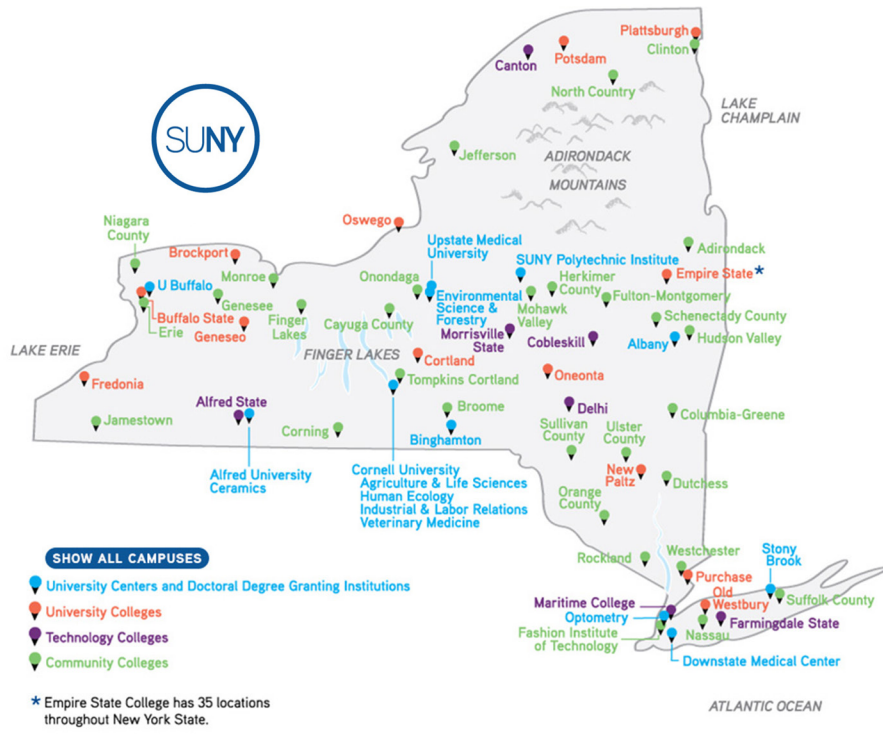 Plattsburgh
Clinton
Potsdam
Canton
North Country
LAKE
CHAMPLAIN
SUNY
Jefferson
ADIRONDACK
MOUNTAINS
Oswego
Niagara
County
Brockport
Upstate Medical
University
SUNY Polytechnic Institute
Adirondack
Empire State*
U Buffalo
Monroe
Onondaga
Herkimer
County
Genesee
Environmental
Science &
Forestry
Mohawk
Valley
Fulton-Montgomery
Buffalo State
Erie
Geneseo
Finger
Lakes
Cayuga County
Morrisville
State
Schenectady County
Cobleskill
Albany
Hudson Valley
LAKE ERIE
FINGER LAKES
Cortland
Oneonta
Fredonia
Tompkins Cortland
Alfred State
Broome
Delhi
Columbia-Greene
Jamestown
Corning
Binghamton
Sullivan
County
Ulster
County
Alfred University
Ceramics
Cornell University
Agriculture & Life Sciences
Human Ecology
Industrial & Labor Relations
Veterinary Medicine
New
Paltz
Dutchess
Orange
County
Rockland
Westchester
Stony
Brook
Purchase
Old
Westbury
Suffolk County
Maritime College
Optometry
Fashion Institute
of Technology
Nassau
Farmingdale State
Downstate Medical Center
ATLANTIC OCEAN
SHOW ALL CAMPUSES
University Centers and Doctoral Degree Granting Institutions
University Colleges
Technology Colleges
Community Colleges
* Empire State College has 35 locations
throughout New York State.